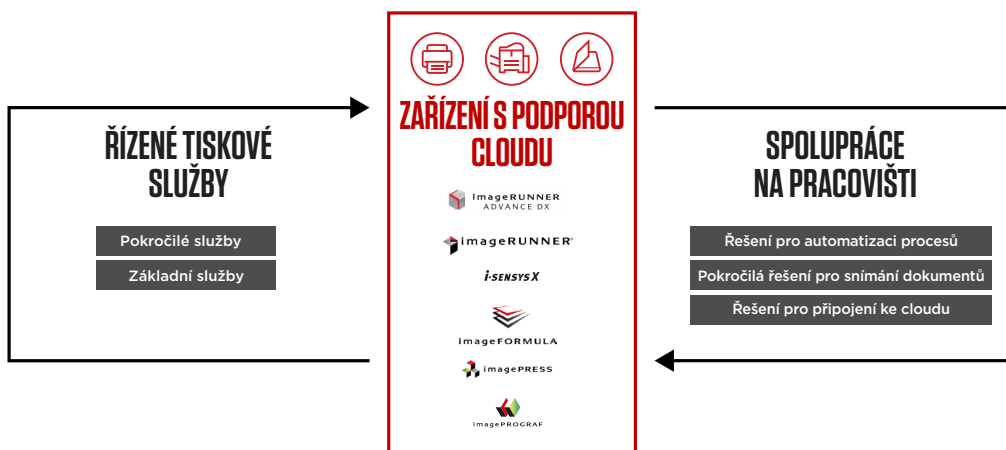 ŘÍZENÉ TISKOVÉ
SLUŽBY
Pokročilé služby
Základní služby
ZAŘÍZENÍ S PODPOROU
CLOUDU
imageRUNNER
ADVANCE DX
imageRUNNER®
i-SENSYS X
imageFORMULA
imagePRESS
imagePROGRAF
SPOLUPRÁCE
NA PRACOVIŠTI
Řešení pro automatizaci procesů
Pokročilá řešení pro snímání dokumentů
Řešení pro připojení ke cloudu